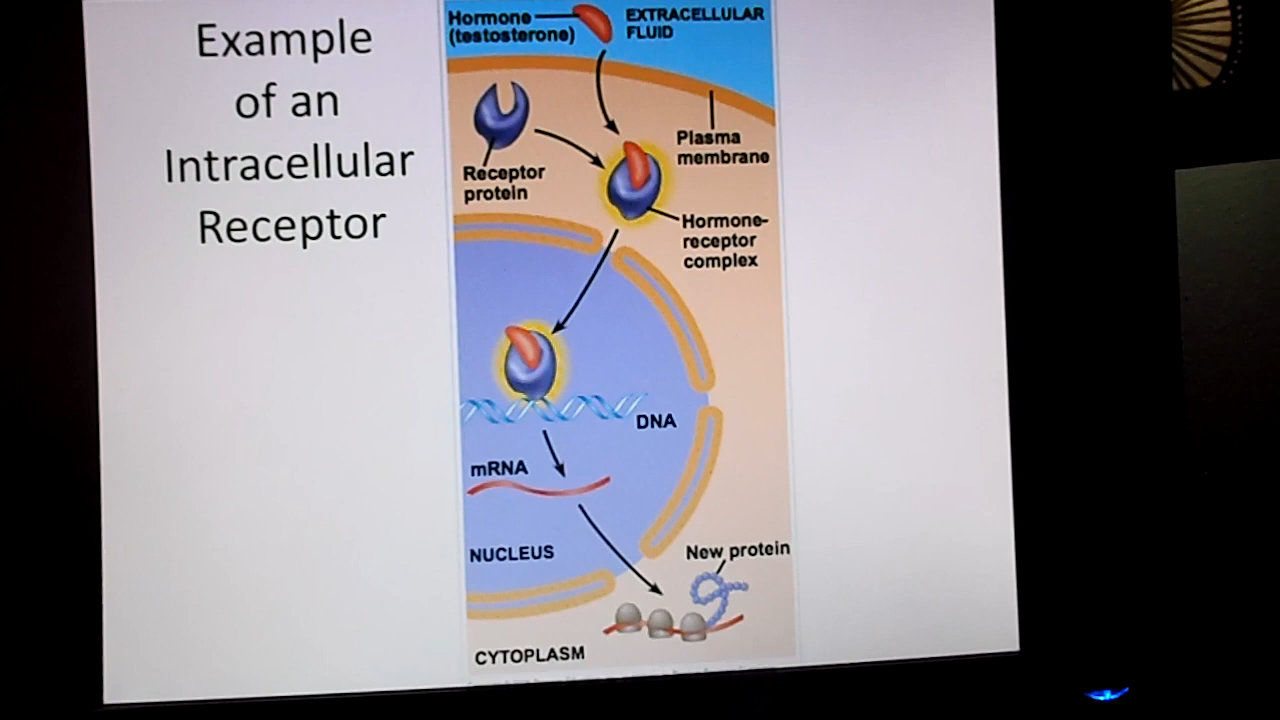 Example
of an
Intracellular
Receptor
Hormone
(testosterone)
EXTRACELLULAR
FLUID
Plasma
membrane
Receptor
protein
Hormone-
receptor
complex
DNA
mRNA
NUCLEUS
New protein
CYTOPLASM